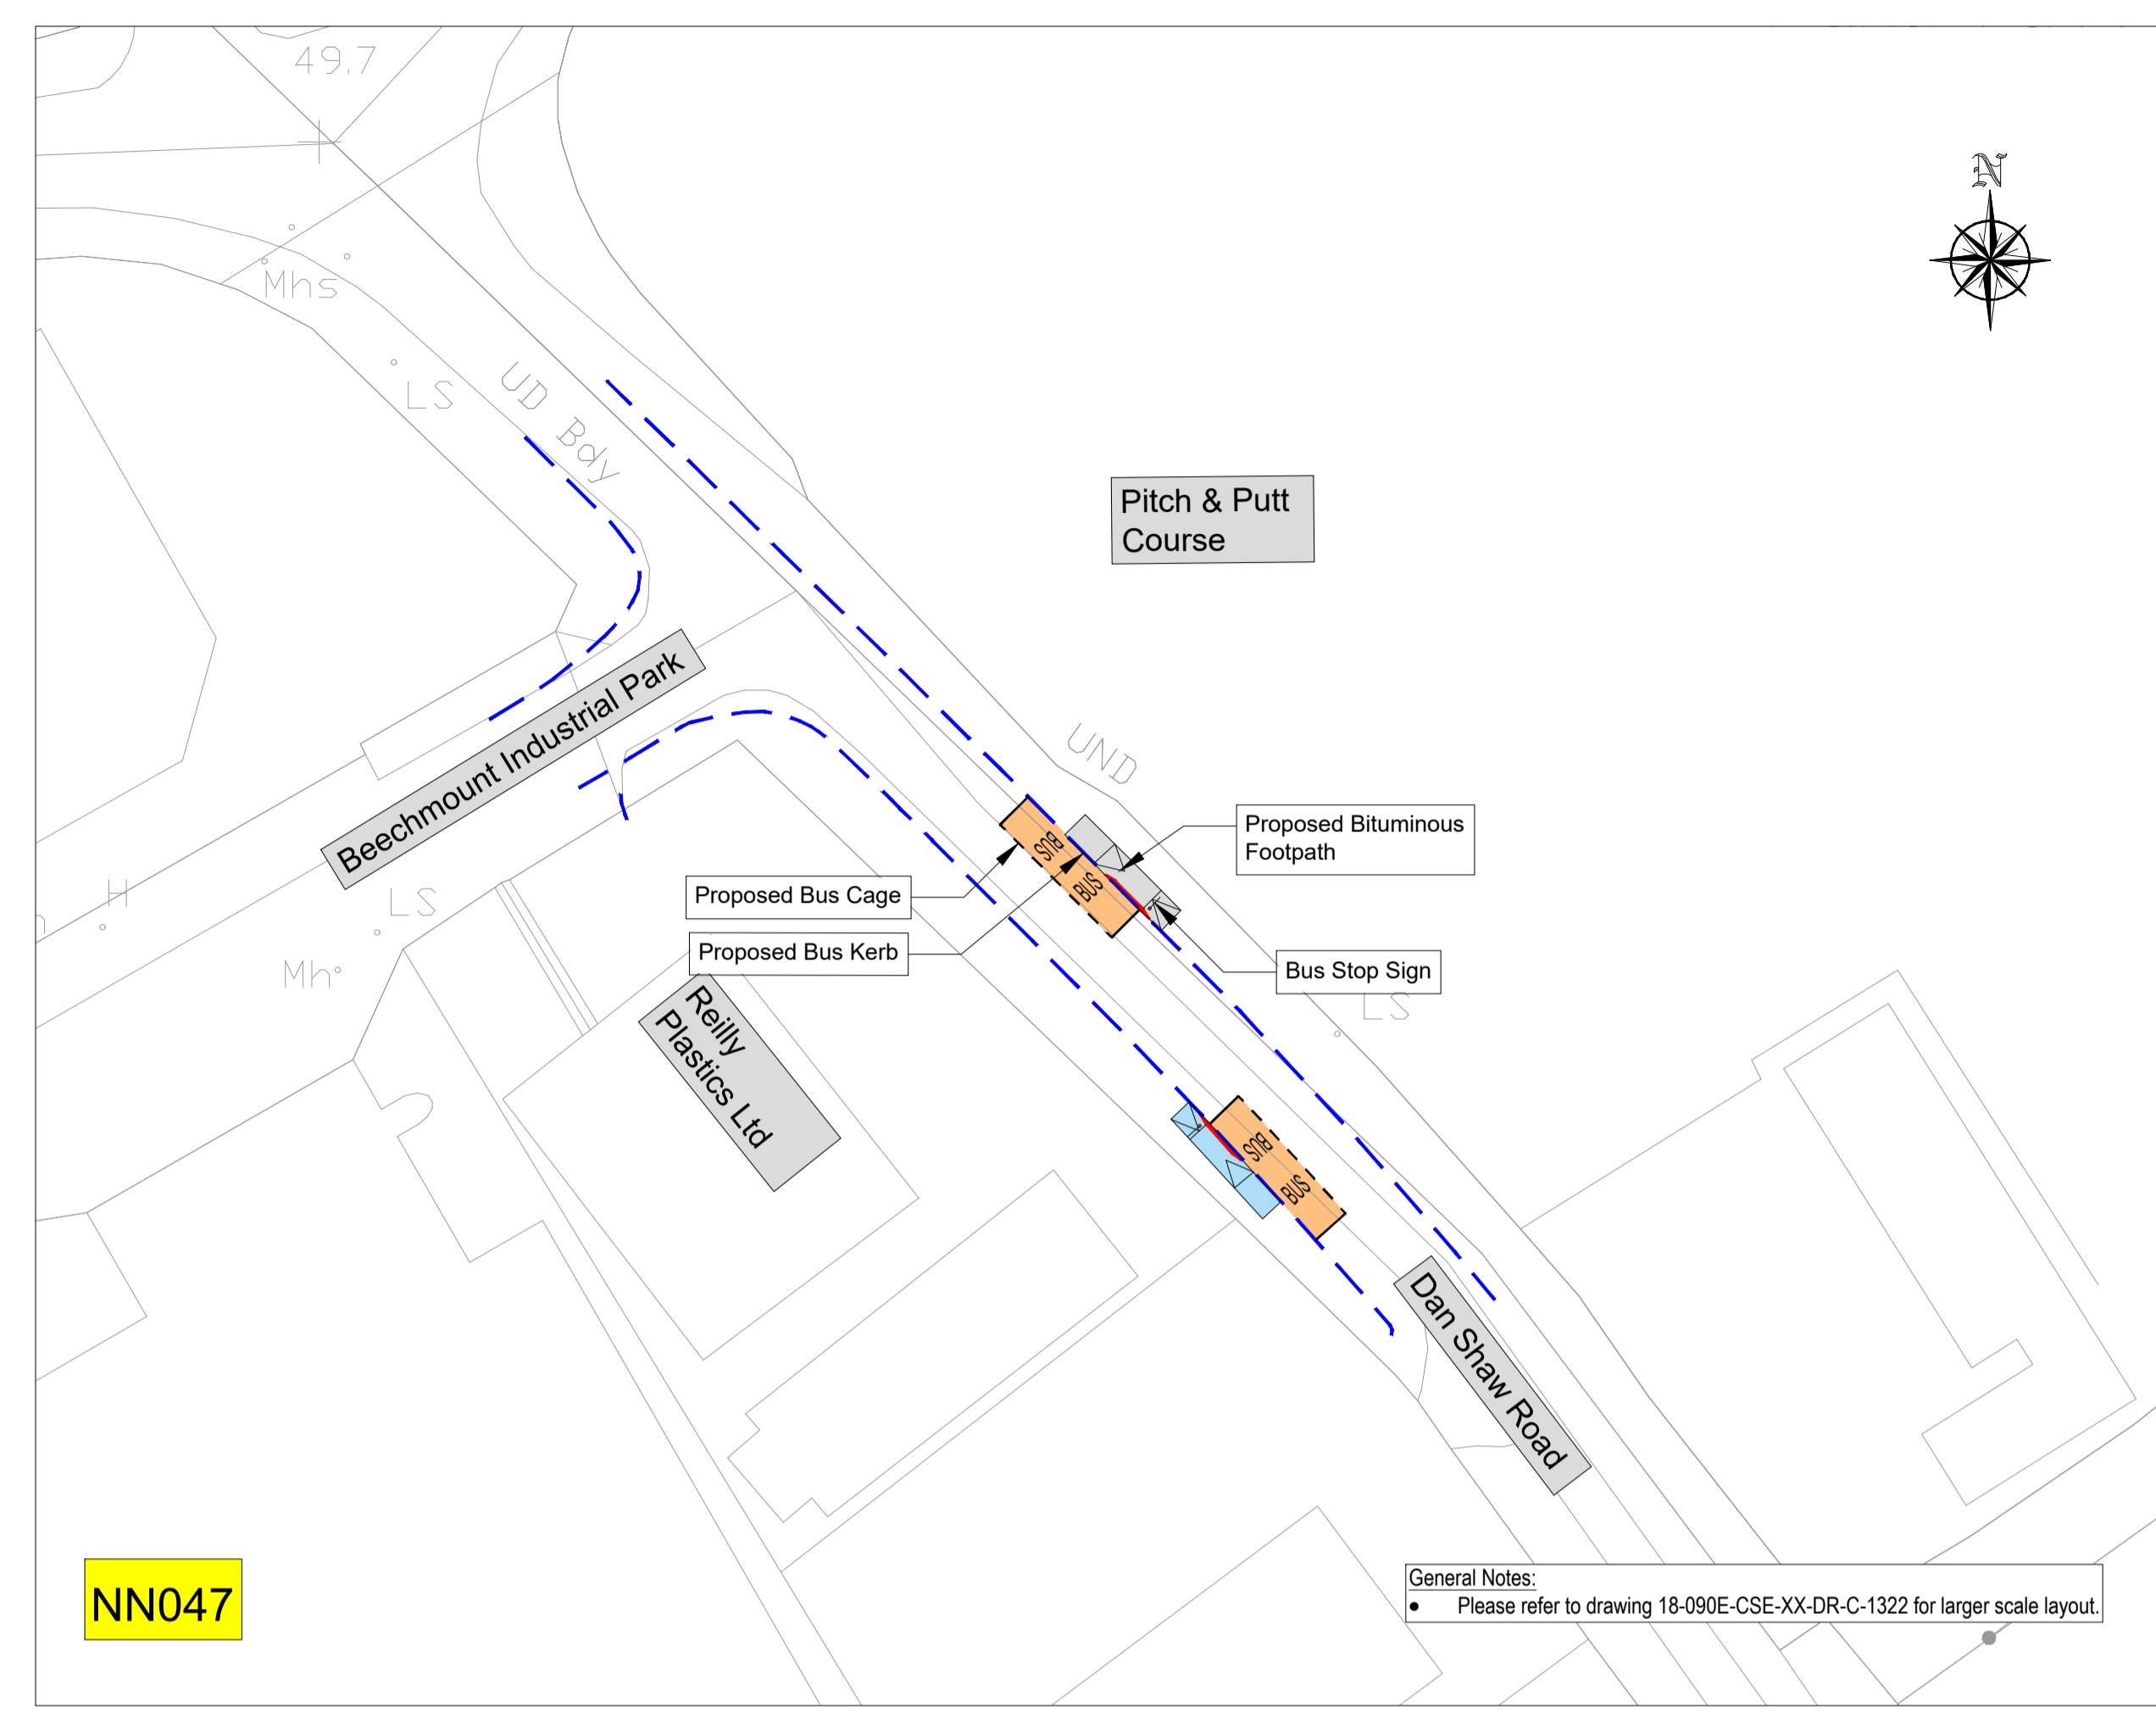 49.7
N
Mhs
LS
UD Bdy
Pitch & Putt
Course
Beechmount Industrial Park
UND
BUS
BUS
Proposed Bituminous
Footpath
Proposed Bus Cage
H
LS
Proposed Bus Kerb
Bus Stop Sign
Mh
LS
Reilly
Plastics Ltd
BUS
BUS
Dan Shaw Road
NN047
General Notes:
• Please refer to drawing 18-090E-CSE-XX-DR-C-1322 for larger scale layout.